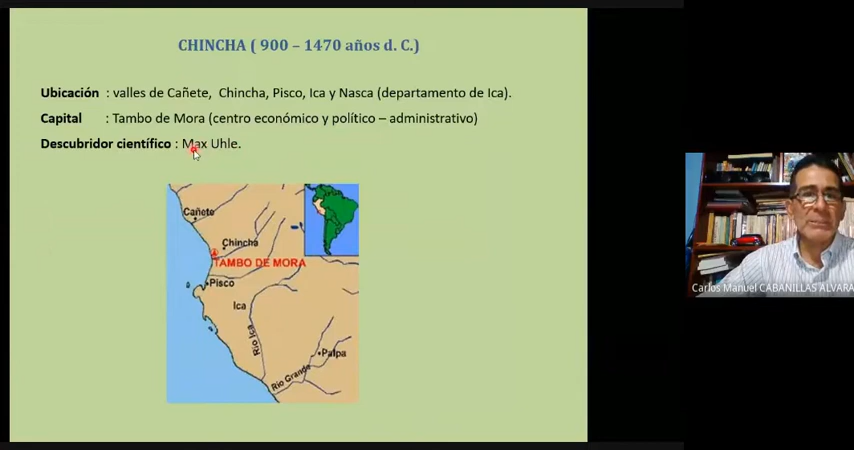 CHINCHA ( 900 – 1470 años d. C.)
Ubicación : valles de Cañete, Chincha, Pisco, Ica y Nasca (departamento de Ica).
Capital : Tambo de Mora (centro económico y político – administrativo)
Descubridor científico : Max Uhle.
Cañete
Chincha
TAMBO DE MORA
Pisco
Ica
Río Ica
Palpa
Río Grande
Carlos Manuel CABANILLAS ALVARA